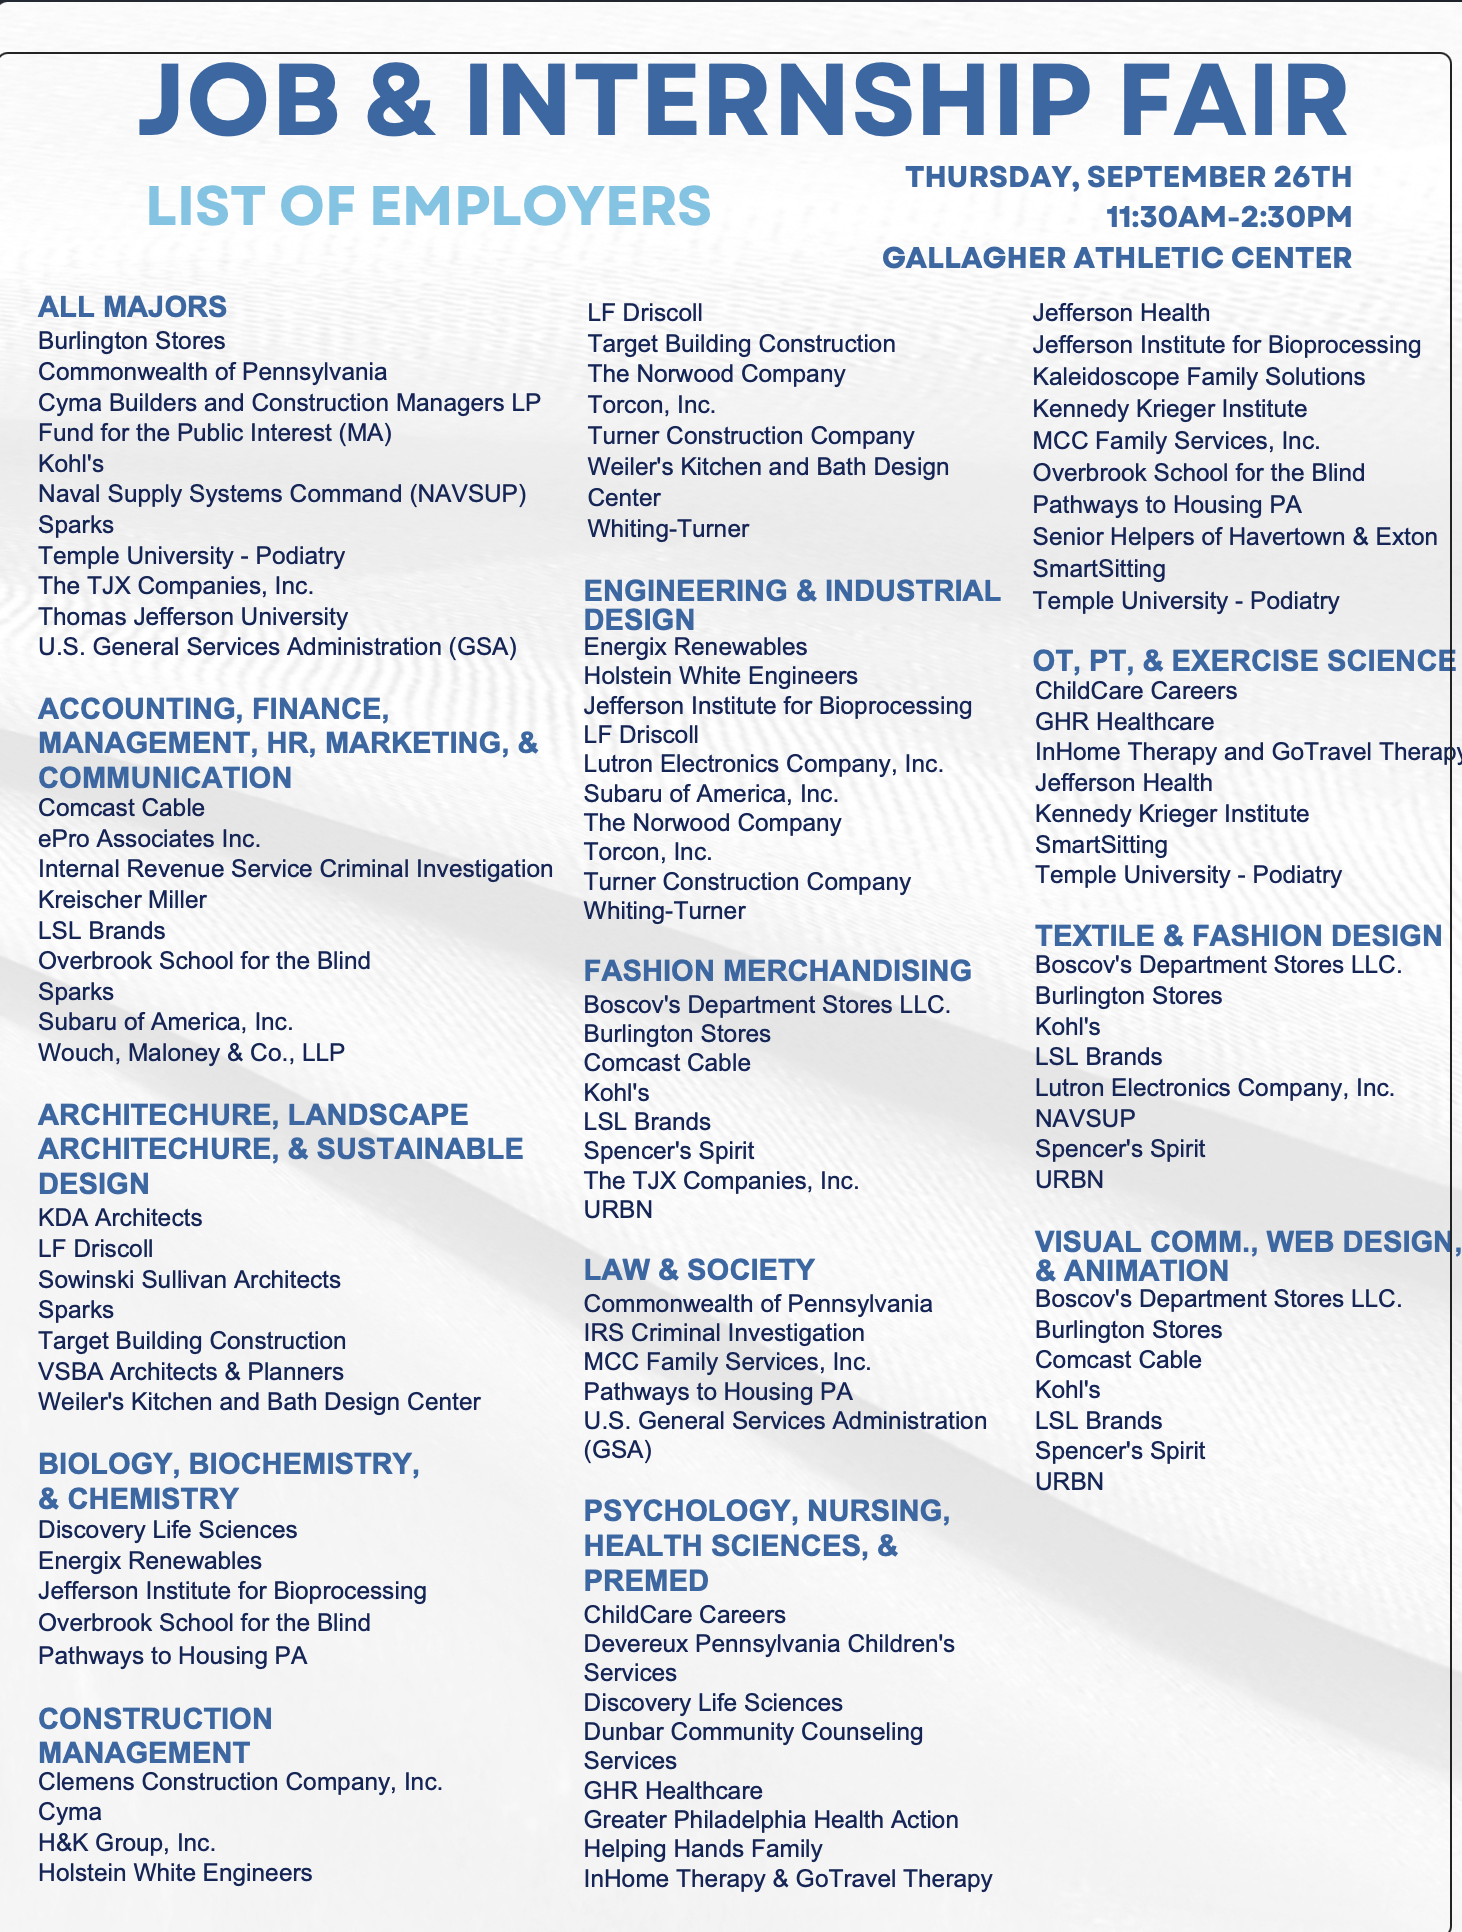 JOB & INTERNSHIP FAIR
LIST OF EMPLOYERS
THURSDAY, SEPTEMBER 26TH
11:30AM-2:30PM
GALLAGHER ATHLETIC CENTER
ALL MAJORS
Burlington Stores
Commonwealth of Pennsylvania
Cyma Builders and Construction Managers LP
Fund for the Public Interest (MA)
Kohl's
Naval Supply Systems Command (NAVSUP)
Sparks
Temple University - Podiatry
The TJX Companies, Inc.
Thomas Jefferson University
U.S. General Services Administration (GSA)
ACCOUNTING, FINANCE,
MANAGEMENT, HR, MARKETING, &
COMMUNICATION
Comcast Cable
ePro Associates Inc.
Internal Revenue Service Criminal Investigation
Kreischer Miller
LSL Brands
Overbrook School for the Blind
Sparks
Subaru of America, Inc.
Wouch, Maloney & Co., LLP
ARCHITECHURE, LANDSCAPE
ARCHITECHURE, & SUSTAINABLE
DESIGN
KDA Architects
LF Driscoll
Sowinski Sullivan Architects
Sparks
Target Building Construction
VSBA Architects & Planners
Weiler's Kitchen and Bath Design Center
BIOLOGY, BIOCHEMISTRY,
& CHEMISTRY
Discovery Life Sciences
Energix Renewables
Jefferson Institute for Bioprocessing
Overbrook School for the Blind
Pathways to Housing PA
CONSTRUCTION
MANAGEMENT
Clemens Construction Company, Inc.
Cyma
H&K Group, Inc.
Holstein White Engineers
LF Driscoll
Target Building Construction
The Norwood Company
Torcon, Inc.
Turner Construction Company
Weiler's Kitchen and Bath Design
Center
Whiting-Turner
ENGINEERING & INDUSTRIAL
DESIGN
Energix Renewables
Holstein White Engineers
Jefferson Institute for Bioprocessing
LF Driscoll
Lutron Electronics Company, Inc.
Subaru of America, Inc.
The Norwood Company
Torcon, Inc.
Turner Construction Company
Whiting-Turner
FASHION MERCHANDISING
Boscov's Department Stores LLC.
Burlington Stores
Comcast Cable
Kohl's
LSL Brands
Spencer's Spirit
The TJX Companies, Inc.
URBN
LAW & SOCIETY
Commonwealth of Pennsylvania
IRS Criminal Investigation
MCC Family Services, Inc.
Pathways to Housing PA
U.S. General Services Administration
(GSA)
PSYCHOLOGY, NURSING,
HEALTH SCIENCES, &
PREMED
ChildCare Careers
Devereux Pennsylvania Children's
Services
Discovery Life Sciences
Dunbar Community Counseling
Services
GHR Healthcare
Greater Philadelphia Health Action
Helping Hands Family
InHome Therapy & GoTravel Therapy
Jefferson Health
Jefferson Institute for Bioprocessing
Kaleidoscope Family Solutions
Kennedy Krieger Institute
MCC Family Services, Inc.
Overbrook School for the Blind
Pathways to Housing PA
Senior Helpers of Havertown & Exton
SmartSitting
Temple University - Podiatry
OT, PT, & EXERCISE SCIENCE
ChildCare Careers
GHR Healthcare
InHome Therapy and GoTravel Therapy
Jefferson Health
Kennedy Krieger Institute
SmartSitting
Temple University - Podiatry
TEXTILE & FASHION DESIGN
Boscov's Department Stores LLC.
Burlington Stores
Kohl's
LSL Brands
Lutron Electronics Company, Inc.
NAVSUP
Spencer's Spirit
URBN
VISUAL COMM., WEB DESIGN,
& ANIMATION
Boscov's Department Stores LLC.
Burlington Stores
Comcast Cable
Kohl's
LSL Brands
Spencer's Spirit
URBN